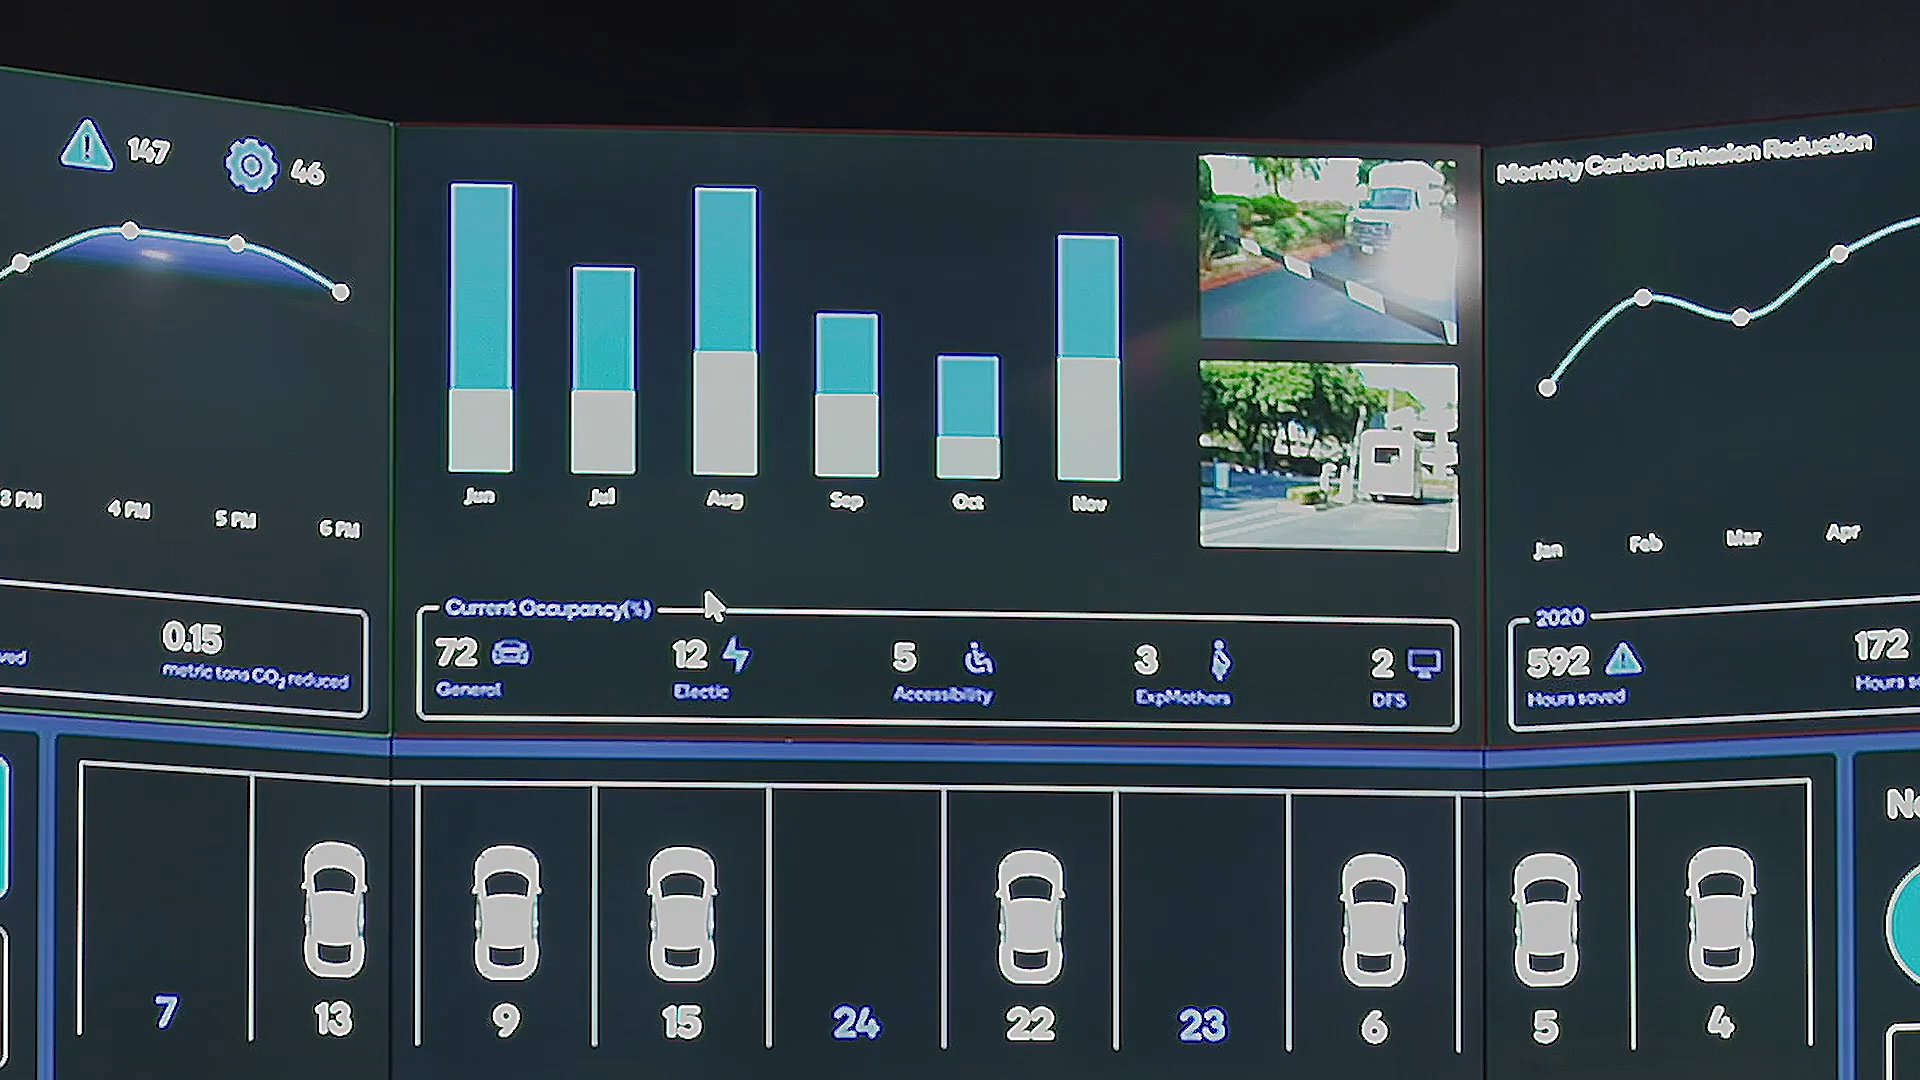 147 46
3 PM 4 PM 5 PM 6 PM
0.15
metric tons CO₂ reduced
Jun Jul Aug Sep Oct Nov
Current Occupancy(%)
72 12 5 3 2
General Electic Accessibility ExpMothers DFS
Monthly Carbon Emission Reduction
Jan Feb Mar Apr
2020
592 172
Hours saved Hours
7 13 9 15 24 22 23 6 5 4